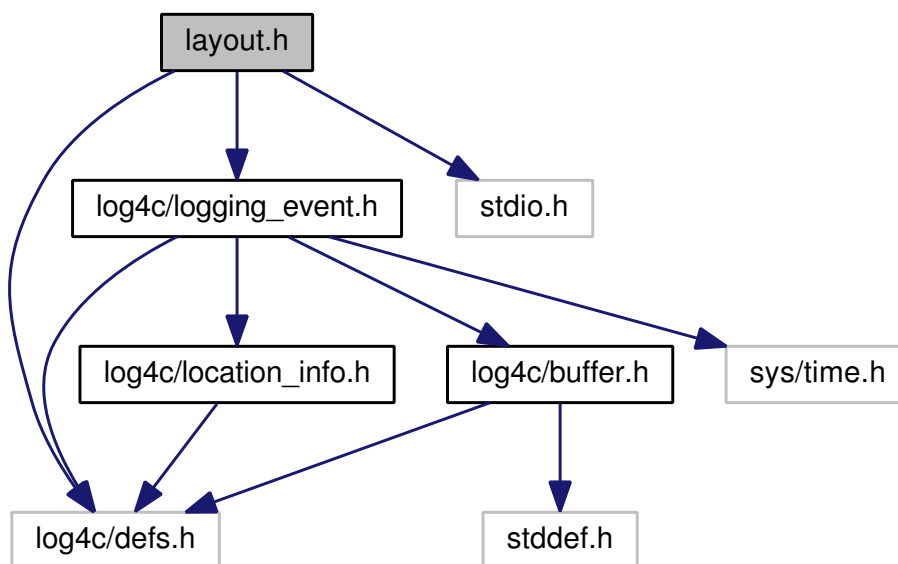 layout.h
log4c/logging_event.h
stdio.h
log4c/location_info.h
log4c/buffer.h
sys/time.h
log4c/defs.h
stddef.h